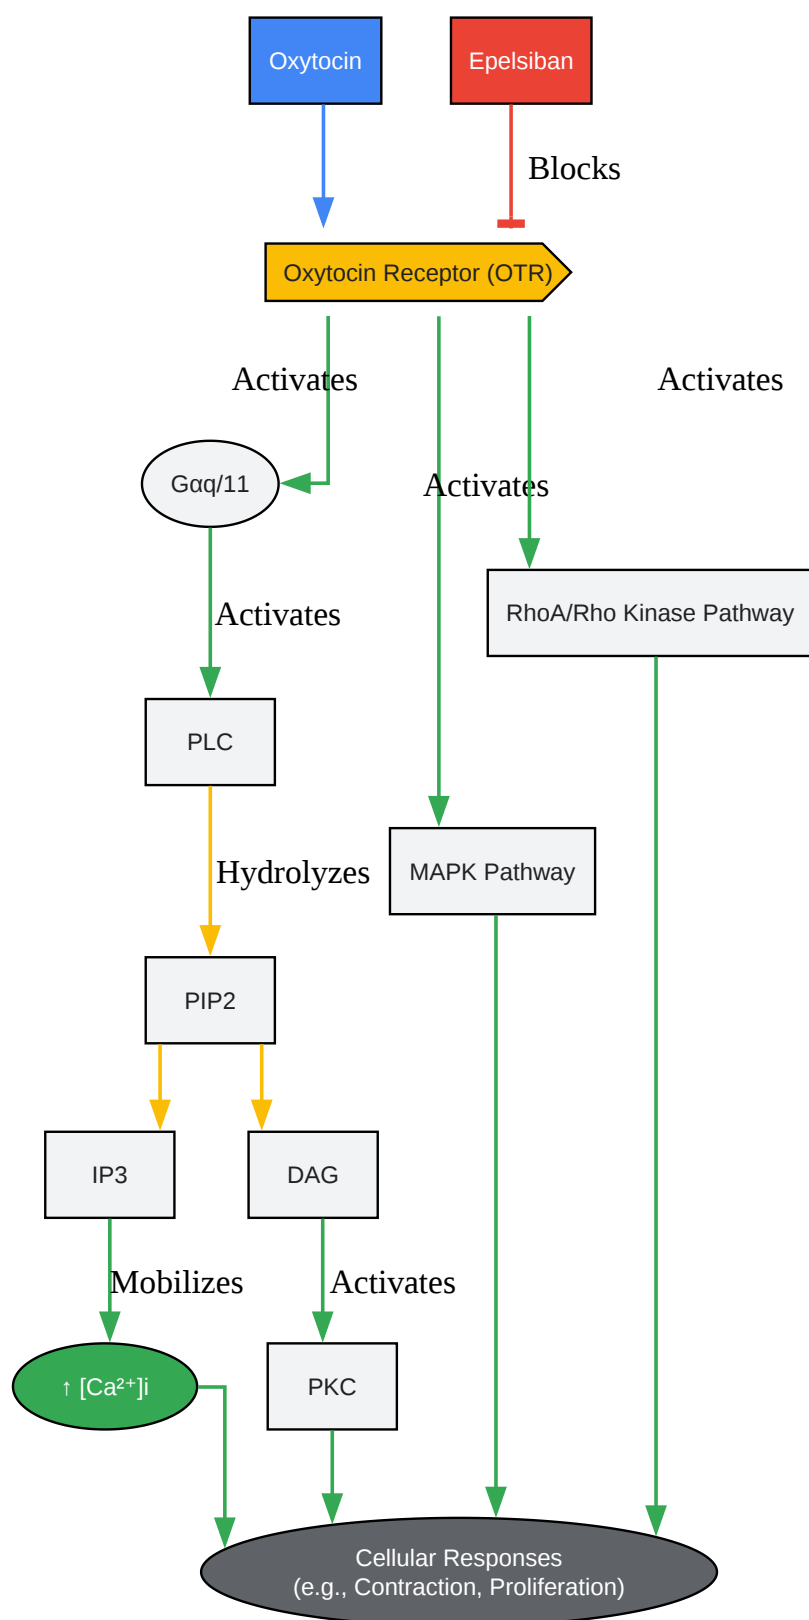 Oxytocin
Epelsiban
Blocks
Oxytocin Receptor (OTR)
Activates
Activates
Gαq/11
Activates
RhoA/Rho Kinase Pathway
Activates
PLC
Hydrolyzes
MAPK Pathway
PIP2
IP3
DAG
Mobilizes
Activates
↑ [Ca²⁺]i
PKC
Cellular Responses
(e.g., Contraction, Proliferation)